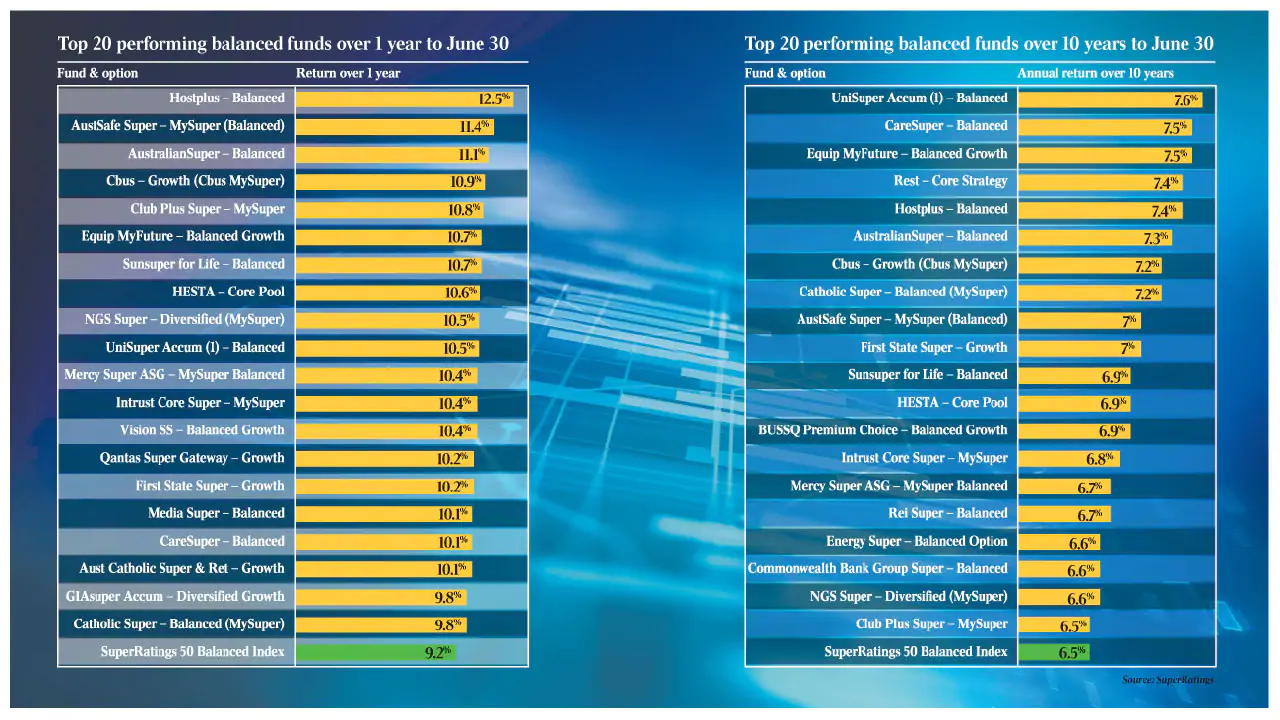 Top 20 performing balanced funds over 1 year to June 30
Fund & option Return over 1 year
Hostplus – Balanced 12.5%
AustSafe Super – MySuper (Balanced) 11.4%
AustralianSuper – Balanced 11.1%
Cbus – Growth (Cbus MySuper) 10.9%
Club Plus Super – MySuper 10.8%
Equip MyFuture – Balanced Growth 10.7%
Sunsuper for Life – Balanced 10.7%
HESTA – Core Pool 10.6%
NGS Super – Diversified (MySuper) 10.5%
UniSuper Accum (1) – Balanced 10.5%
Mercy Super ASG – MySuper Balanced 10.4%
Intrust Core Super – MySuper 10.4%
Vision SS – Balanced Growth 10.4%
Qantas Super Gateway – Growth 10.2%
First State Super – Growth 10.2%
Media Super – Balanced 10.1%
CareSuper – Balanced 10.1%
Aust Catholic Super & Ret – Growth 10.1%
GIAsuper Accum – Diversified Growth 9.8%
Catholic Super – Balanced (MySuper) 9.8%
SuperRatings 50 Balanced Index 9.2%
Top 20 performing balanced funds over 10 years to June 30
Fund & option Annual return over 10 years
UniSuper Accum (1) – Balanced 7.6%
CareSuper – Balanced 7.5%
Equip MyFuture – Balanced Growth 7.5%
Rest – Core Strategy 7.4%
Hostplus – Balanced 7.4%
AustralianSuper – Balanced 7.3%
Cbus – Growth (Cbus MySuper) 7.2%
Catholic Super – Balanced (MySuper) 7.2%
AustSafe Super – MySuper (Balanced) 7%
First State Super – Growth 7%
Sunsuper for Life – Balanced 6.9%
HESTA – Core Pool 6.9%
BUSSQ Premium Choice – Balanced Growth 6.9%
Intrust Core Super – MySuper 6.8%
Mercy Super ASG – MySuper Balanced 6.7%
Rei Super – Balanced 6.7%
Energy Super – Balanced Option 6.6%
Commonwealth Bank Group Super – Balanced 6.6%
NGS Super – Diversified (MySuper) 6.6%
Club Plus Super – MySuper 6.5%
SuperRatings 50 Balanced Index 6.5%
Source: SuperRatings